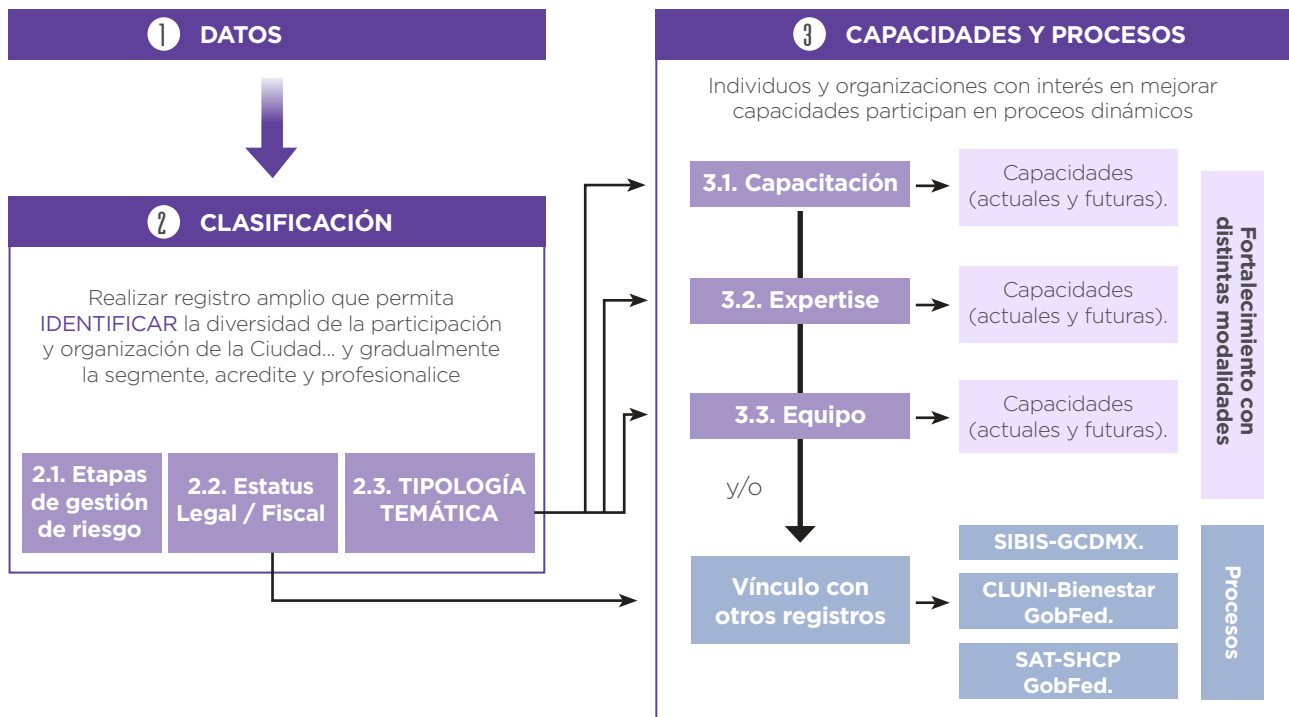 1 DATOS
2 CLASIFICACIÓN
Realizar registro amplio que permita
IDENTIFICAR la diversidad de la participación
y organización de la Ciudad... y gradualmente
la segmente, acredite y profesionalice
2.1. Etapas
de gestión
de riesgo
2.2. Estatus
Legal / Fiscal
2.3. TIPOLOGÍA
TEMÁTICA
3 CAPACIDADES Y PROCESOS
Individuos y organizaciones con interés en mejorar
capacidades participan en proceos dinámicos
3.1. Capacitación
Capacidades
(actuales y futuras).
3.2. Expertise
Capacidades
(actuales y futuras).
3.3. Equipo
Capacidades
(actuales y futuras).
Fortalecimiento con
distintas modalidades
y/o
Vínculo con
otros registros
SIBIS-GCDMX.
CLUNI-Bienestar
GobFed.
SAT-SHCP
GobFed.
Procesos